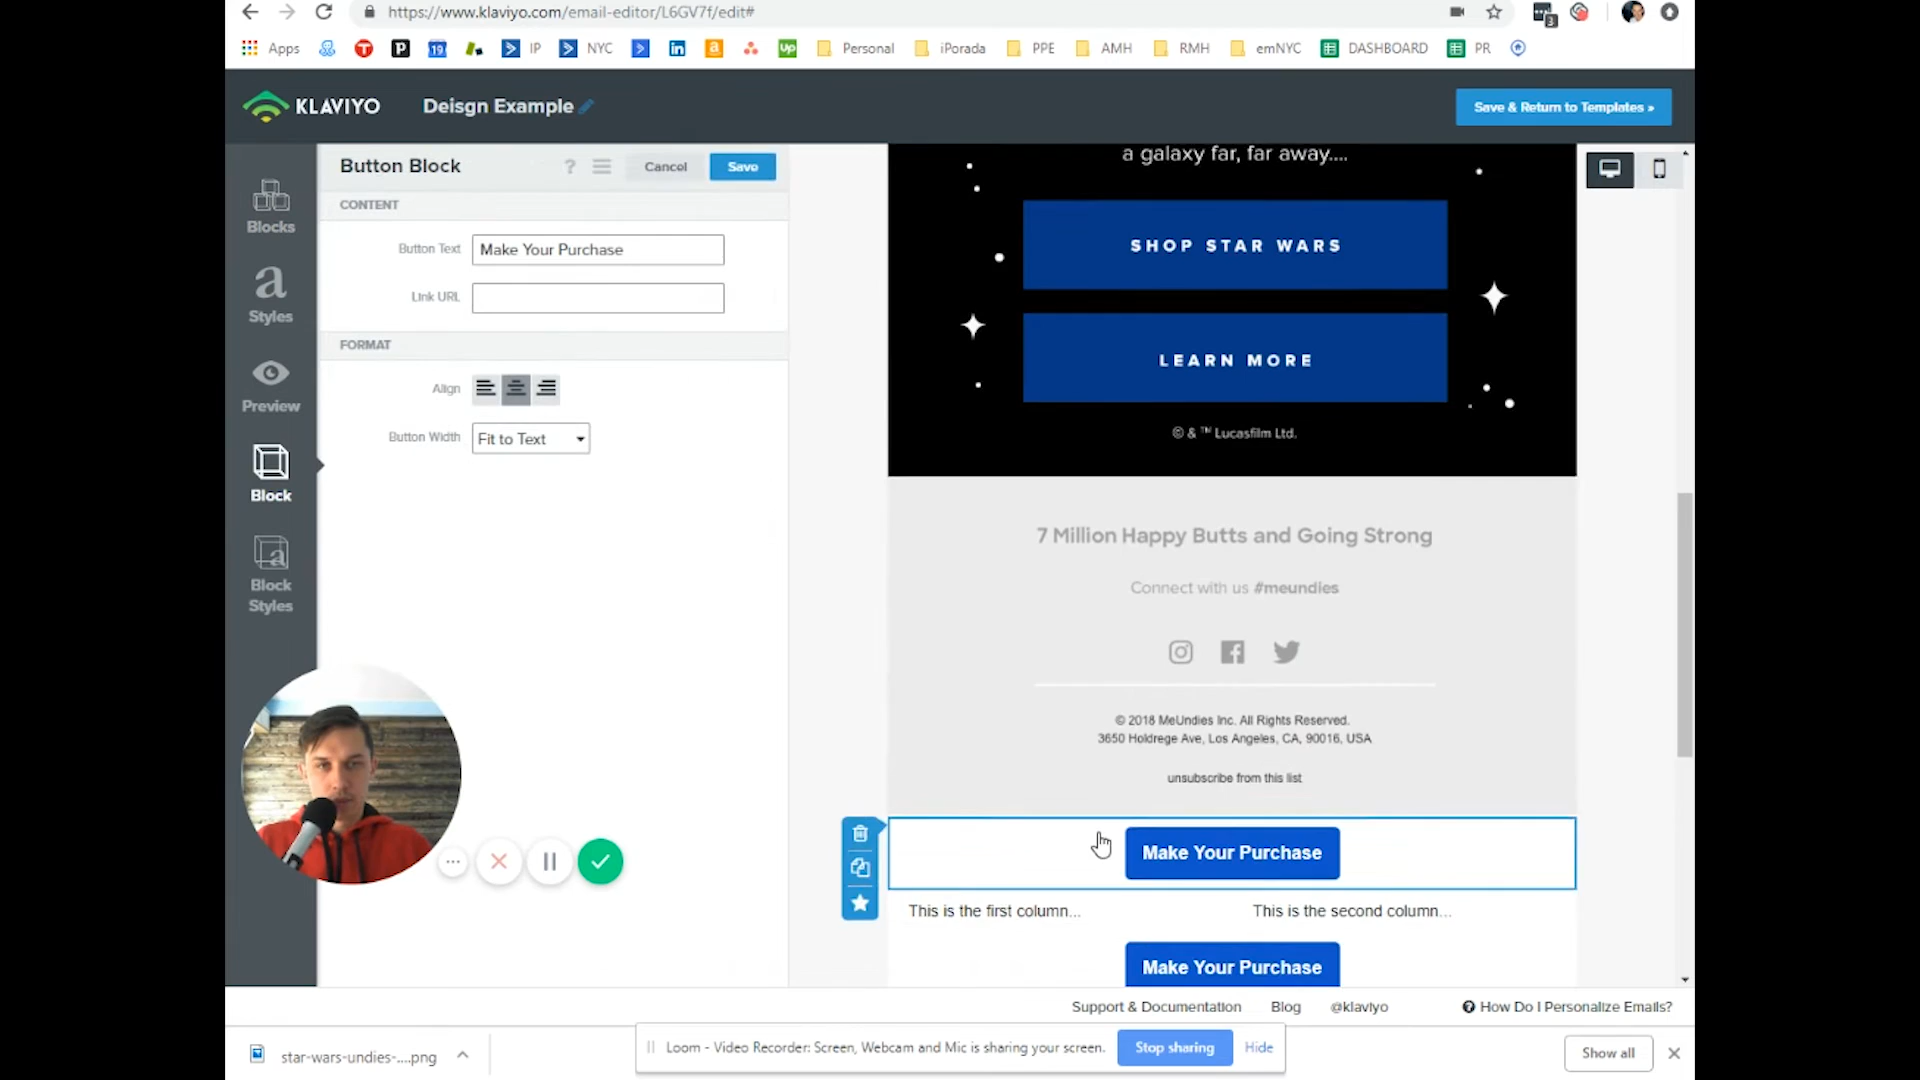 https://www.klaviyo.com/email-editor/L6GV7f/edit#
3
Apps
19
IP
NYC
in
a
Up
Personal
iPorada
PPE
AMH
RMH
emNYC
DASHBOARD
PR
KLAVIYO
Deisgn Example
Save & Return to Templates »
Blocks
a
Styles
Preview
Block
a
Block
Styles
Button Block
?
Cancel
Save
CONTENT
Button Text
Make Your Purchase
Link URL
FORMAT
Align
Button Width
Fit to Text
a galaxy far, far away....
SHOP STAR WARS
LEARN MORE
© & ™ Lucasfilm Ltd.
7 Million Happy Butts and Going Strong
Connect with us #meundies
© 2018 MeUndies Inc. All Rights Reserved.
3650 Holdrege Ave, Los Angeles, CA, 90016, USA
unsubscribe from this list
Make Your Purchase
This is the first column...
This is the second column...
Make Your Purchase
Support & Documentation
Blog
@klaviyo
How Do I Personalize Emails?
star-wars-undies-....png
Loom - Video Recorder: Screen, Webcam and Mic is sharing your screen.
Stop sharing
Hide
Show all